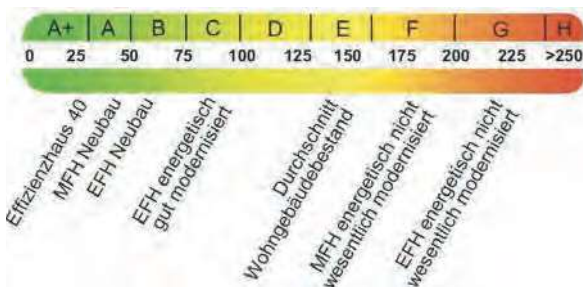 A+ A B C D E F G H
0 25 50 75 100 125 150 175 200 225 >250
Effizienzhaus 40
MFH Neubau
EFH Neubau
EFH energetisch
gut modernisiert
Durchschnitt
Wohngebäudebestand
MFH energetisch nicht
wesentlich modernisiert
EFH energetisch nicht
wesentlich modernisiert